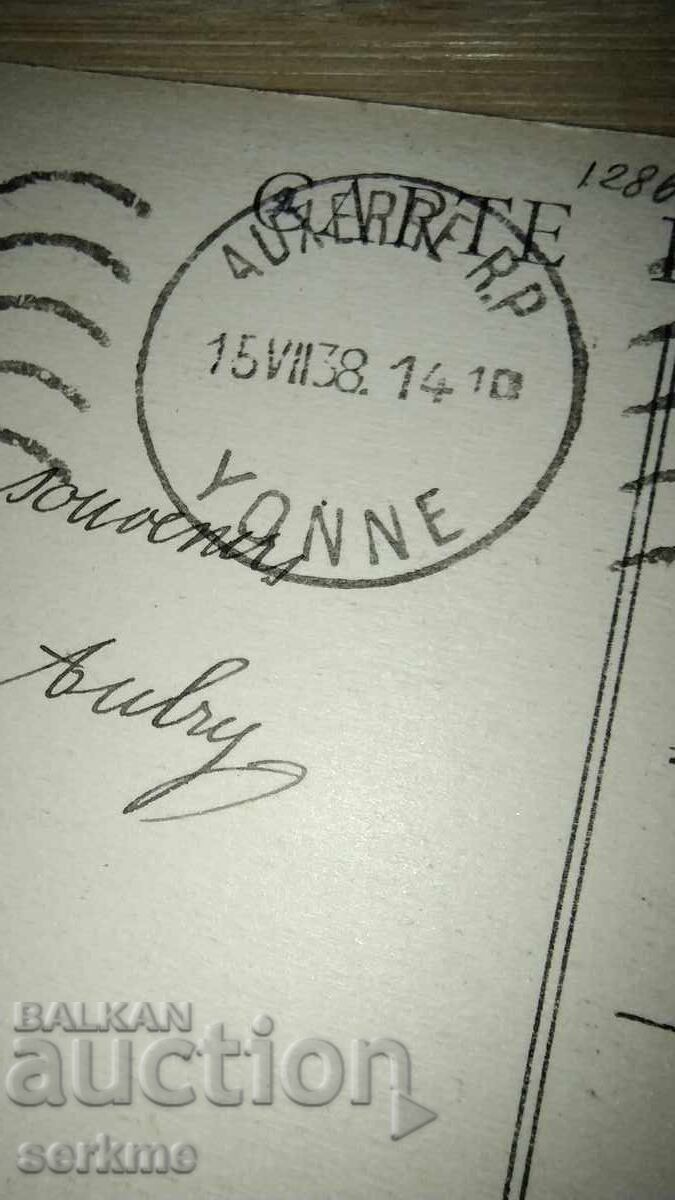 1286
CARTE
AUXERRE R.P
15 VII 38. 14 10
YONNE
souvenirs
Aubry
BALKAN
auction
serkme